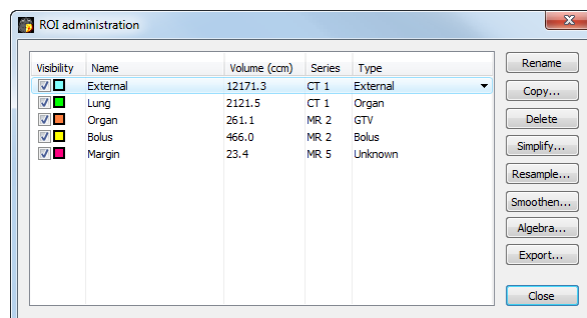 ROI administration
Visibility Name Volume (ccm) Series Type
External 12171.3 CT 1 External
Lung 2121.5 CT 1 Organ
Organ 261.1 MR 2 GTV
Bolus 466.0 MR 2 Bolus
Margin 23.4 MR 5 Unknown
Rename
Copy...
Delete
Simplify...
Resample...
Smoothen...
Algebra...
Export...
Close